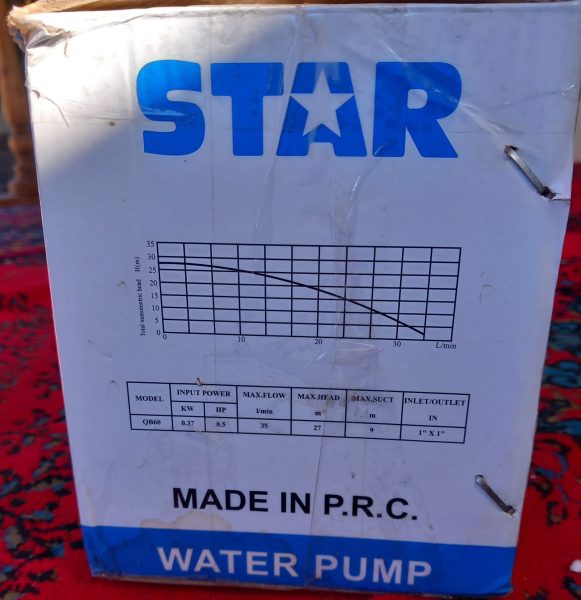 STAR
Total manometric head H(m)
35
30
25
20
15
10
5
0
0 10 20 30 L/min
MODEL INPUT POWER MAX.FLOW MAX.HEAD MAX.SUCT INLET/OUTLET
KW HP l/min m m IN
QB60 0.37 0.5 35 27 9 1" X 1"
MADE IN P.R.C.
WATER PUMP